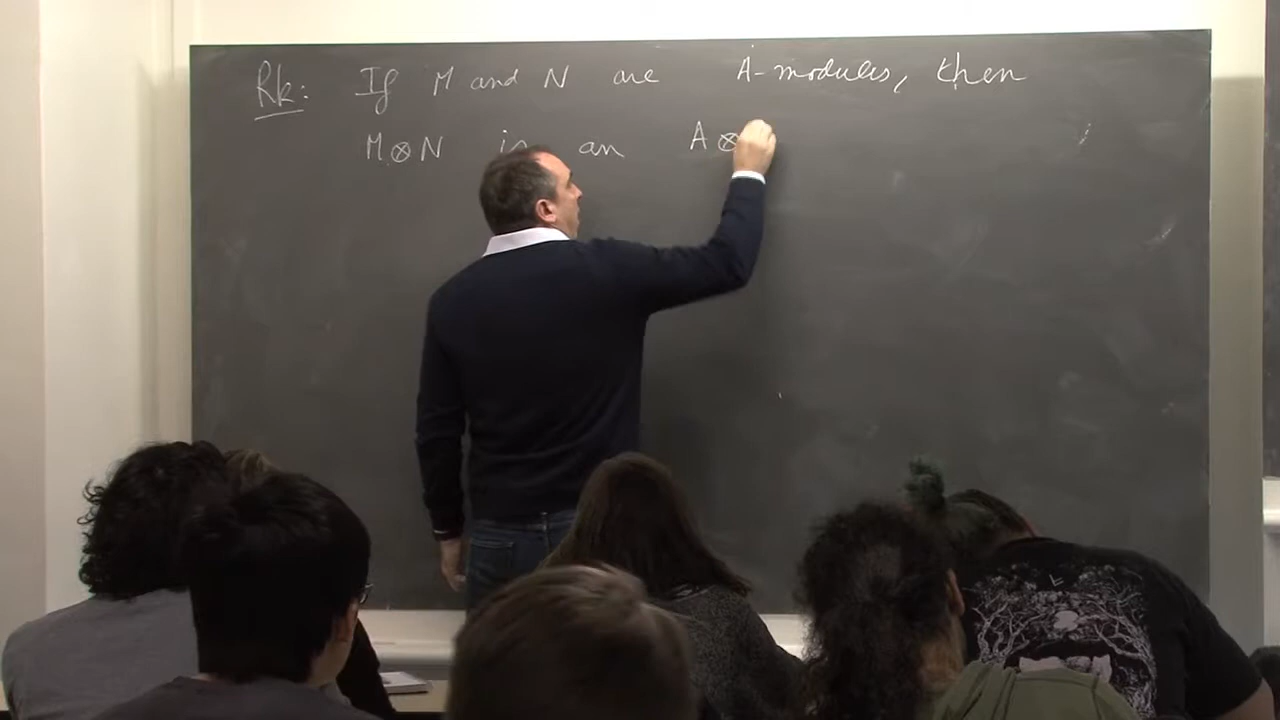 Rk: If M and N are A-modules, then
M⊗N is an A⊗